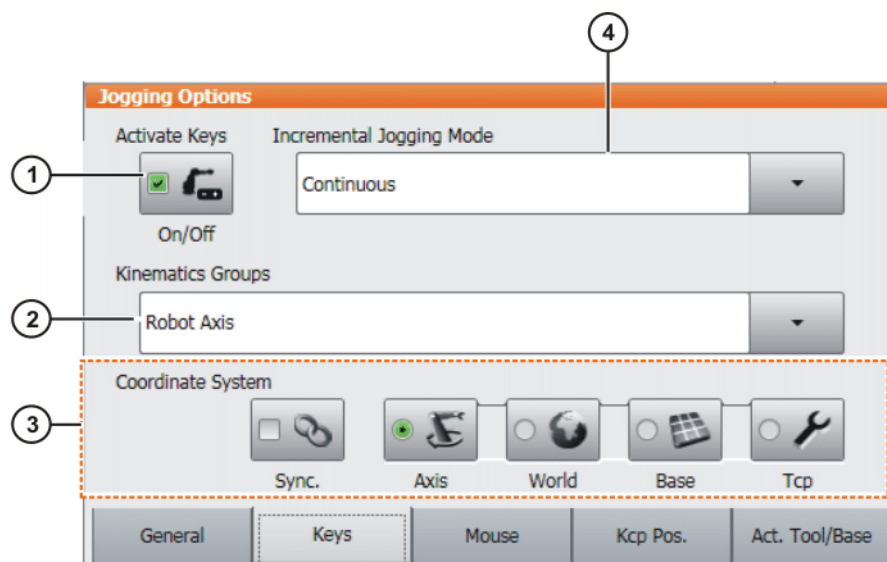 4
Jogging Options
Activate Keys Incremental Jogging Mode
1
Continuous
On/Off
Kinematics Groups
2
Robot Axis
Coordinate System
3
Sync. Axis World Base Tcp
General Keys Mouse Kcp Pos. Act. Tool/Base